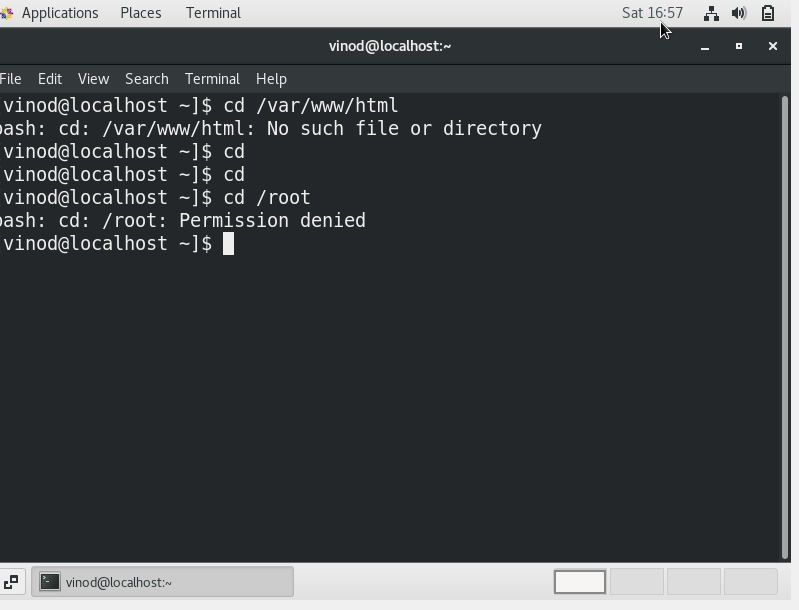 Applications Places Terminal Sat 16:57
vinod@localhost:~
File Edit View Search Terminal Help
vinod@localhost ~]$ cd /var/www/html
bash: cd: /var/www/html: No such file or directory
vinod@localhost ~]$ cd
vinod@localhost ~]$ cd
vinod@localhost ~]$ cd /root
bash: cd: /root: Permission denied
vinod@localhost ~]$
vinod@localhost:~